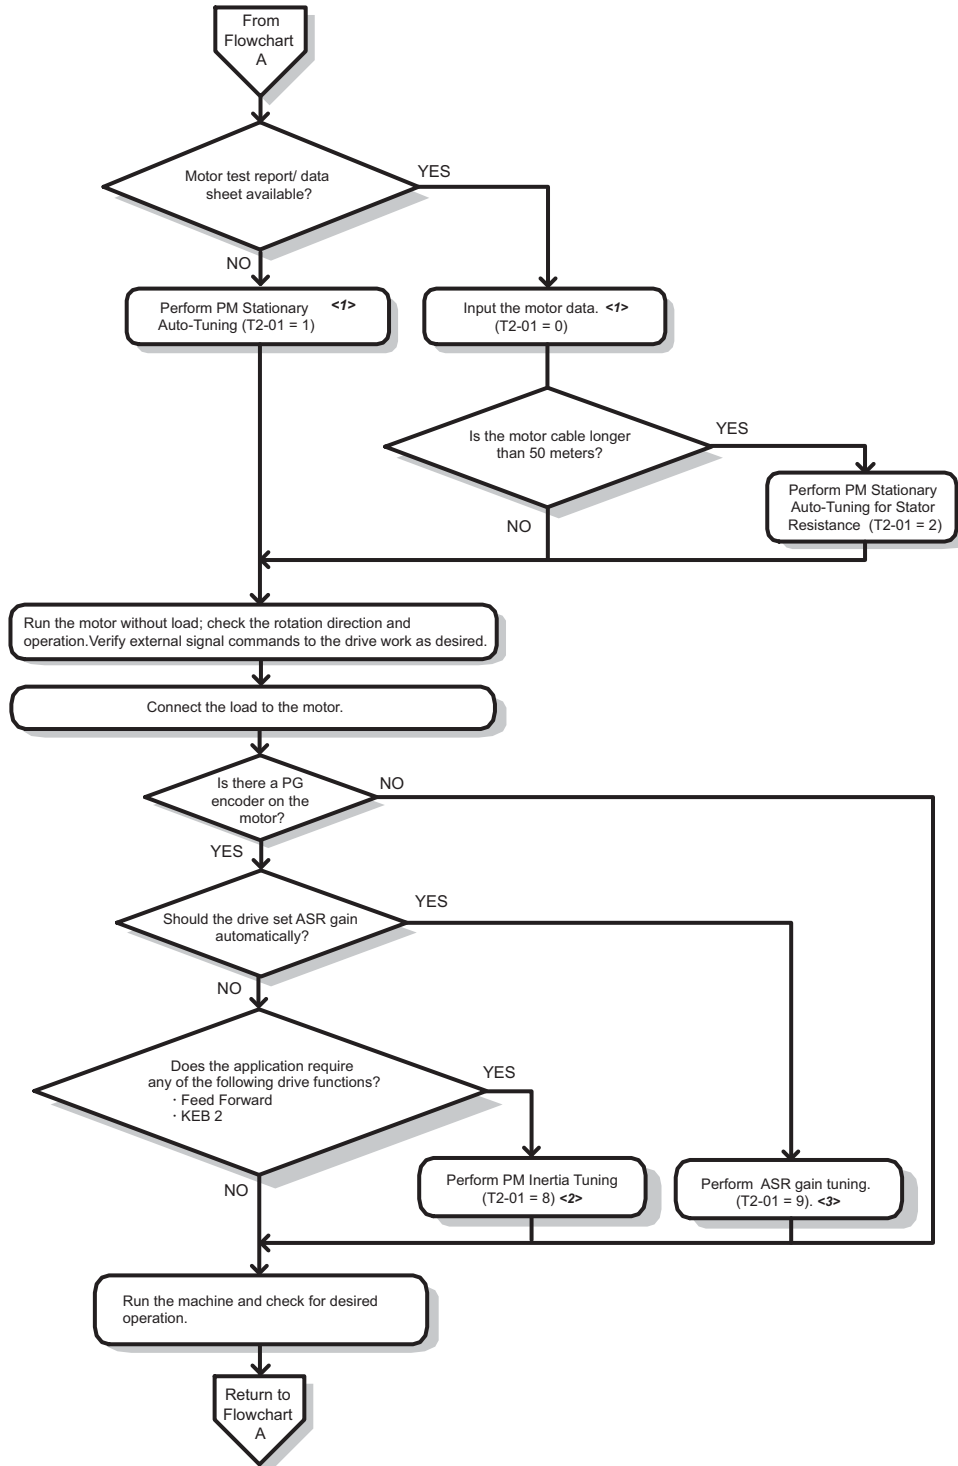 From
Flowchart
A
Motor test report/ data
sheet available?
YES
NO
Perform PM Stationary <1>
Auto-Tuning (T2-01 = 1)
Input the motor data. <1>
(T2-01 = 0)
Is the motor cable longer
than 50 meters?
YES
NO
Perform PM Stationary
Auto-Tuning for Stator
Resistance (T2-01 = 2)
Run the motor without load; check the rotation direction and
operation.Verify external signal commands to the drive work as desired.
Connect the load to the motor.
Is there a PG
encoder on the
motor?
NO
YES
Should the drive set ASR gain
automatically?
YES
NO
Does the application require
any of the following drive functions?
· Feed Forward
· KEB 2
YES
NO
Perform PM Inertia Tuning
(T2-01 = 8) <2>
Perform ASR gain tuning.
(T2-01 = 9). <3>
Run the machine and check for desired
operation.
Return to
Flowchart
A